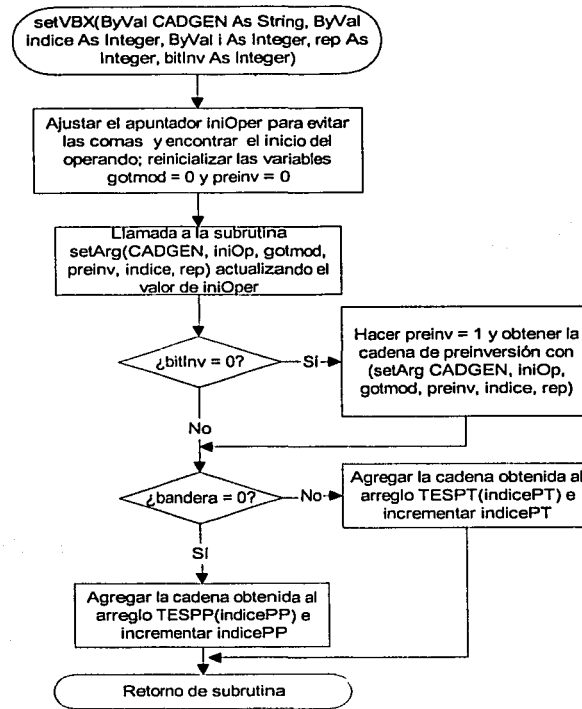 setVBX(ByVal CADGEN As String, ByVal
indice As Integer, ByVal i As Integer, rep As
Integer, bitInv As Integer)
Ajustar el apuntador iniOper para evitar
las comas y encontrar el inicio del
operando; reinicializar las variables
gotmod = 0 y preinv = 0
Llamada a la subrutina
setArg(CADGEN, iniOp, gotmod,
preinv, indice, rep) actualizando el
valor de iniOper
¿bitInv = 0?
Sí
Hacer preinv = 1 y obtener la
cadena de preinversión con
(setArg CADGEN, iniOp,
gotmod, preinv, indice, rep)
No
¿bandera = 0?
No
Agregar la cadena obtenida al
arreglo TESPT(indicePT) e
incrementar indicePT
Sí
Agregar la cadena obtenida al
arreglo TESPP(indicePP) e
incrementar indicePP
Retorno de subrutina